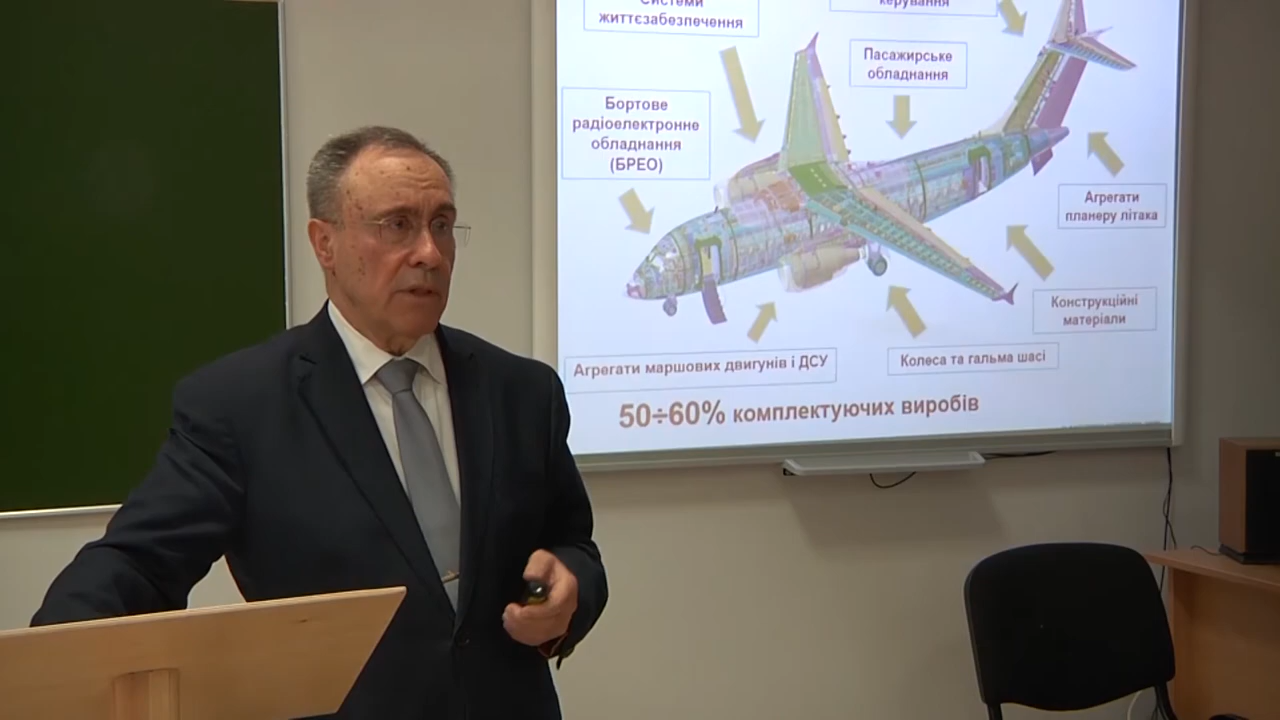 Системи
життєзабезпечення
керування
Пасажирське
обладнання
Бортове
радіоелектронне
обладнання
(БРЕО)
Агрегати
планеру літака
Конструкційні
матеріали
Агрегати маршових двигунів і ДСУ
Колеса та гальма шасі
50÷60% комплектуючих виробів